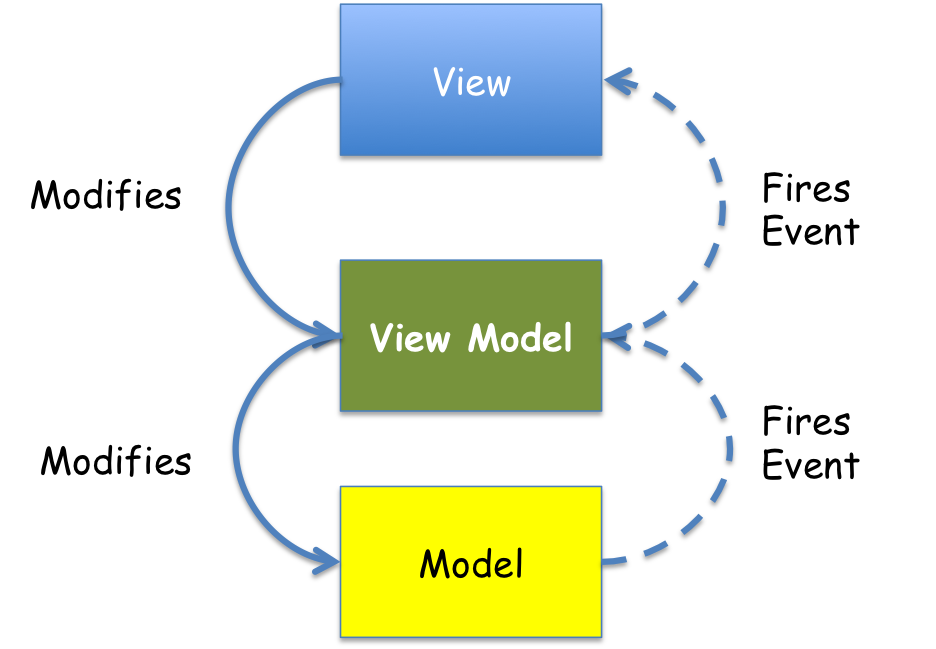 View
Modifies
Fires
Event
View Model
Modifies
Fires
Event
Model